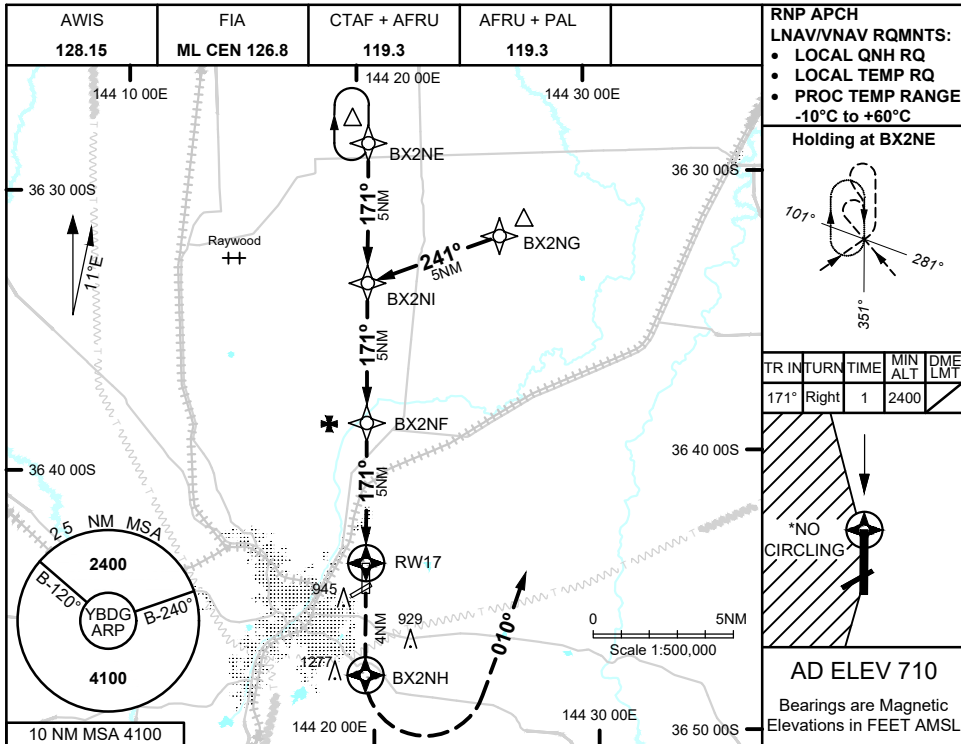 AWIS
128.15
FIA
ML CEN 126.8
CTAF + AFRU
119.3
AFRU + PAL
119.3
RNP APCH
LNAV/VNAV RQMNTS:
• LOCAL QNH RQ
• LOCAL TEMP RQ
• PROC TEMP RANGE
-10°C to +60°C
144 10 00E
144 20 00E
144 30 00E
BX2NE
36 30 00S
36 30 00S
171°
5NM
11°E
Raywood
BX2NG
241°
5NM
BX2NI
171°
5NM
BX2NF
36 40 00S
36 40 00S
171°
5NM
RW17
945
929
4NM
010°
1277
BX2NH
0 5NM
Scale 1:500,000
25 NM MSA
2400
B-120°
B-240°
YBDG
ARP
4100
10 NM MSA 4100
144 20 00E
144 30 00E
36 50 00S
Holding at BX2NE
101°
281°
351°
TR IN TURN TIME MIN ALT DME LMT
171° Right 1 2400
*NO
CIRCLING
AD ELEV 710
Bearings are Magnetic
Elevations in FEET AMSL